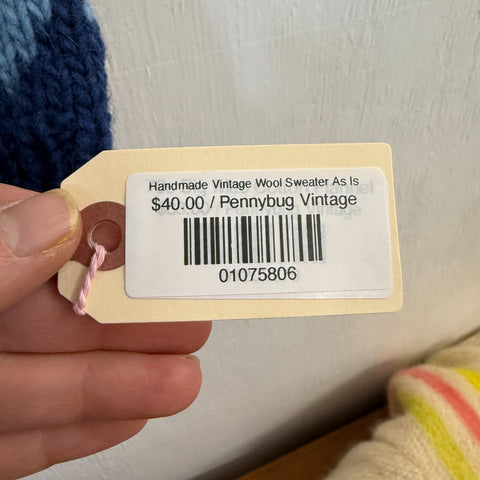 Handmade Vintage Wool Sweater As Is
$40.00 / Pennybug Vintage
01075806